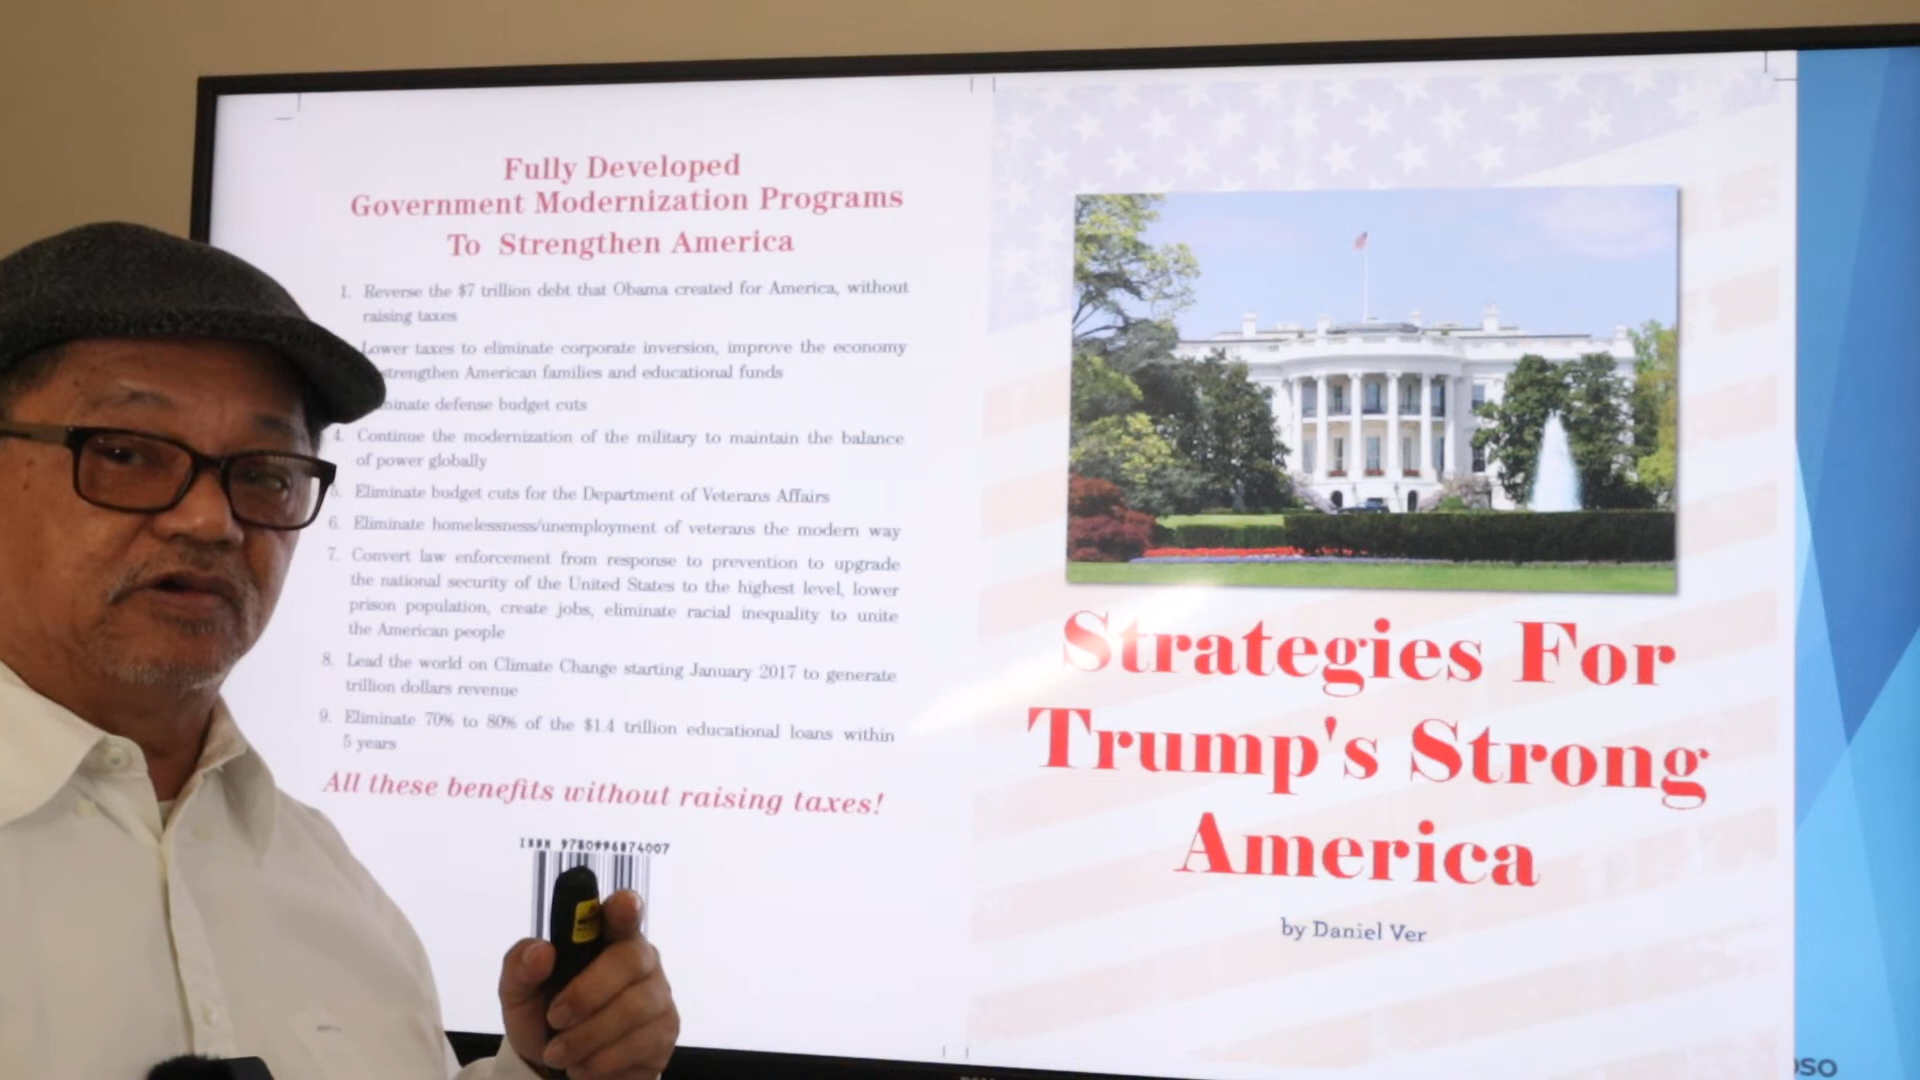 Fully Developed
Government Modernization Programs
To Strengthen America
1. Reverse the $7 trillion debt that Obama created for America, without
raising taxes
Lower taxes to eliminate corporate inversion, improve the economy
strengthen American families and educational funds
defense budget cuts
4. Continue the modernization of the military to maintain the balance
of power globally
Eliminate budget cuts for the Department of Veterans Affairs
6. Eliminate homelessness/unemployment of veterans the modern way
7. Convert law enforcement from response to prevention to upgrade
the national security of the United States to the highest level, lower
prison population, create jobs, eliminate racial inequality to unite
the American people
8. Lead the world on Climate Change starting January 2017 to generate
trillion dollars revenue
9. Eliminate 70% to 80% of the $1.4 trillion educational loans within
5 years
All these benefits without raising taxes!
ISBN 9780996874007
Strategies For
Trump's Strong
America
by Daniel Ver